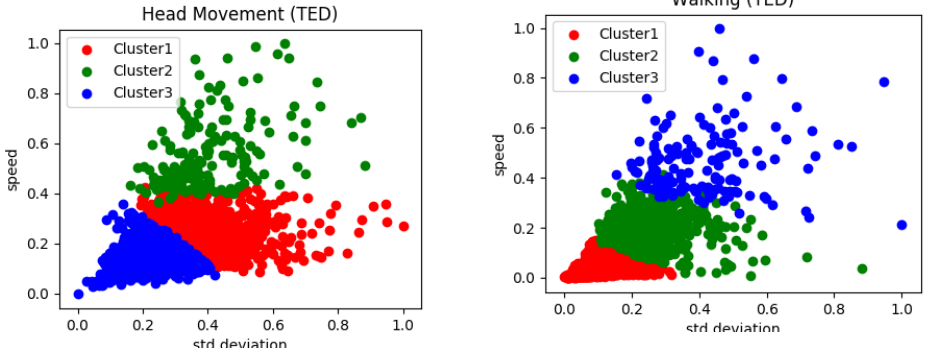 Head Movement (TED)
1.0
0.8
0.6
0.4
0.2
0.0
speed
Cluster1
Cluster2
Cluster3
0.0 0.2 0.4 0.6 0.8 1.0
std deviation
Walking (TED)
1.0
0.8
0.6
0.4
0.2
0.0
speed
Cluster1
Cluster2
Cluster3
0.0 0.2 0.4 0.6 0.8 1.0
std deviation